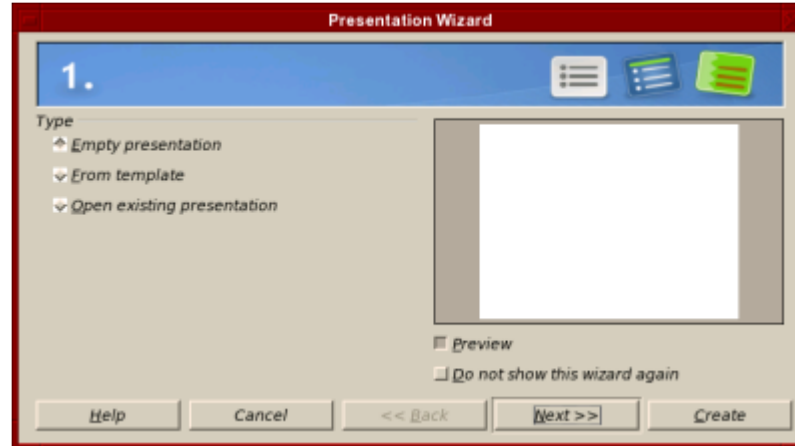 Presentation Wizard
1.
Type
Empty presentation
From template
Open existing presentation
Preview
Do not show this wizard again
Help Cancel << Back Next >> Create